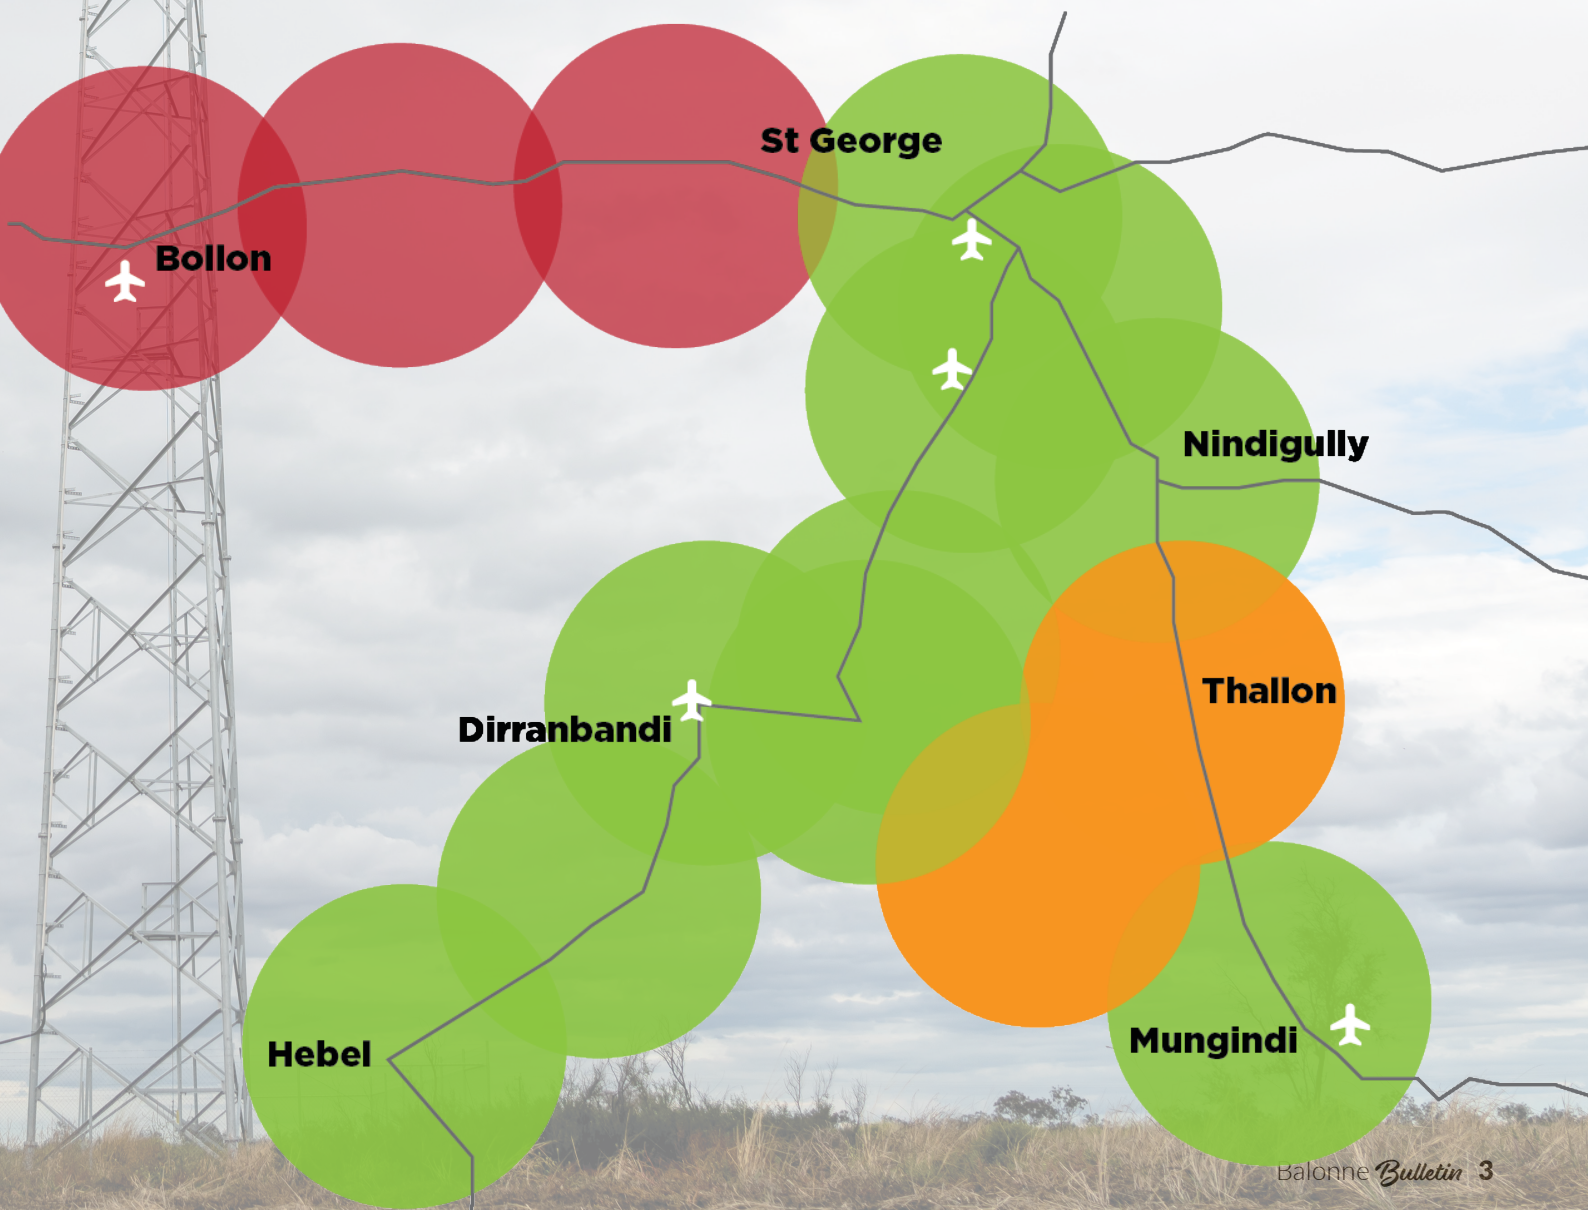 St George
Bollon
Nindigully
Thallon
Dirranbandi
Mungindi
Hebel
Balonne Bulletin 3